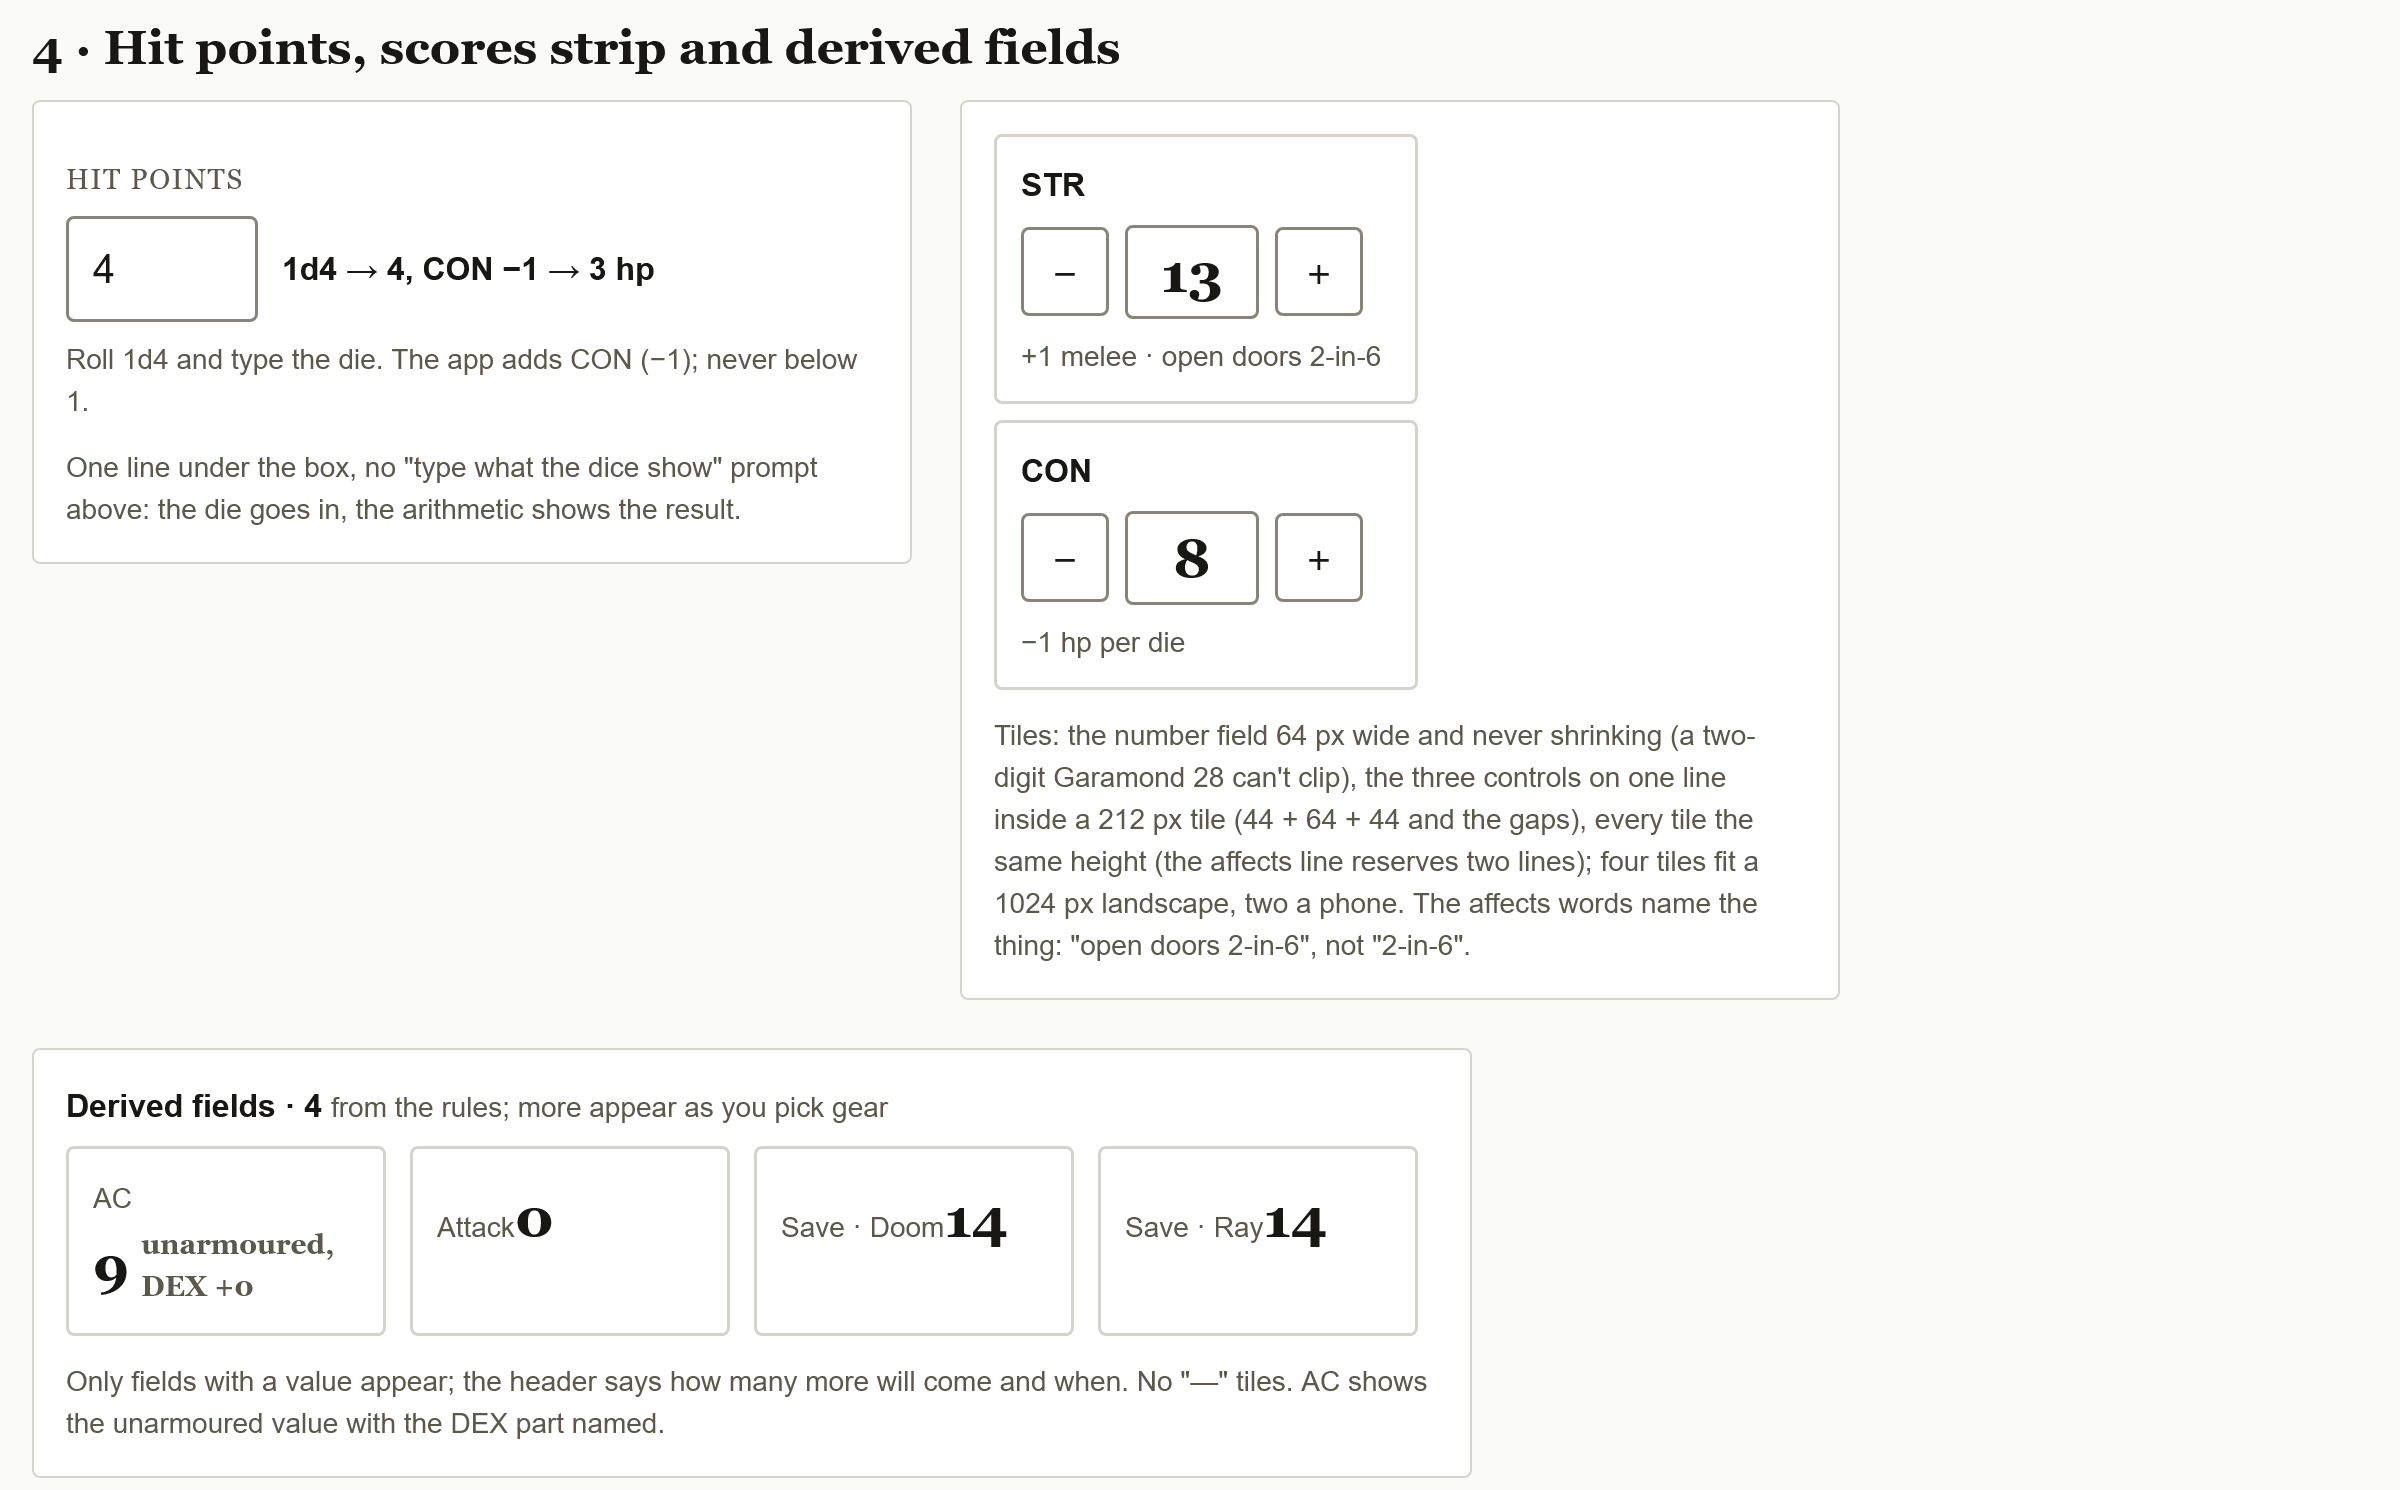 4 · Hit points, scores strip and derived fields
HIT POINTS
4
1d4 → 4, CON −1 → 3 hp
Roll 1d4 and type the die. The app adds CON (−1); never below
1.
One line under the box, no "type what the dice show" prompt
above: the die goes in, the arithmetic shows the result.
STR
− 13 +
+1 melee · open doors 2-in-6
CON
− 8 +
−1 hp per die
Tiles: the number field 64 px wide and never shrinking (a two-
digit Garamond 28 can't clip), the three controls on one line
inside a 212 px tile (44 + 64 + 44 and the gaps), every tile the
same height (the affects line reserves two lines); four tiles fit a
1024 px landscape, two a phone. The affects words name the
thing: "open doors 2-in-6", not "2-in-6".
Derived fields · 4 from the rules; more appear as you pick gear
AC
9 unarmoured,
DEX +0
Attack0
Save · Doom14
Save · Ray14
Only fields with a value appear; the header says how many more will come and when. No "—" tiles. AC shows
the unarmoured value with the DEX part named.